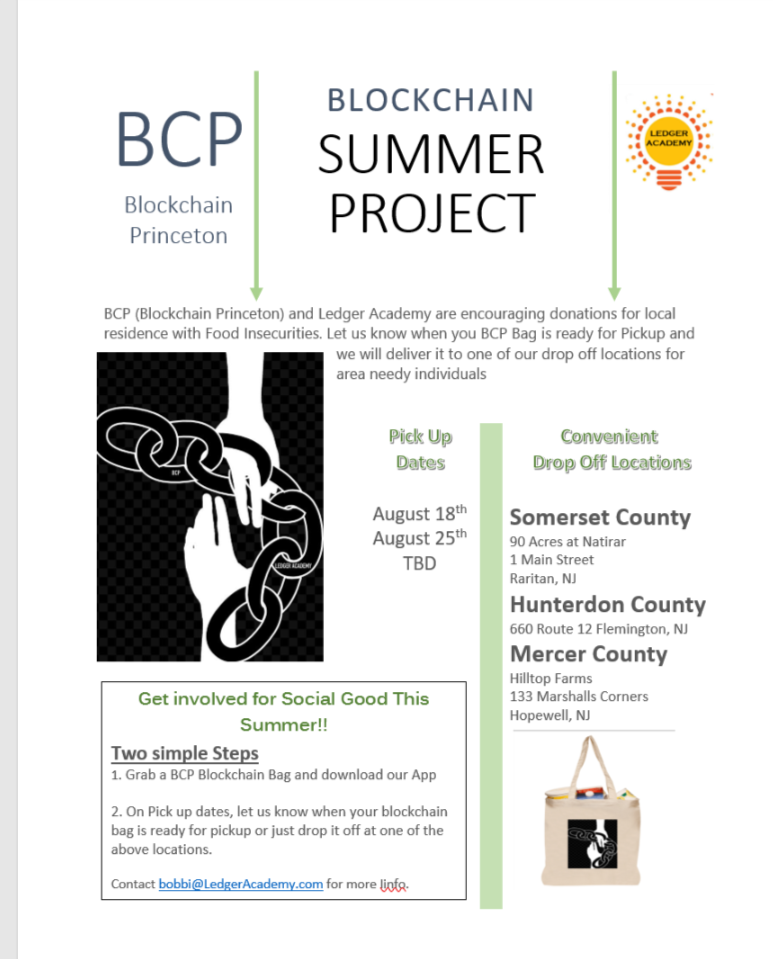 BCP
Blockchain
Princeton
BLOCKCHAIN
SUMMER
PROJECT
LEDGER
ACADEMY
BCP (Blockchain Princeton) and Ledger Academy are encouraging donations for local
residence with Food Insecurities. Let us know when you BCP Bag is ready for Pickup and
we will deliver it to one of our drop off locations for
area needy individuals
BCP
LEDGER ACADEMY
Pick Up
Dates
August 18th
August 25th
TBD
Convenient
Drop Off Locations
Somerset County
90 Acres at Natirar
1 Main Street
Raritan, NJ
Hunterdon County
660 Route 12 Flemington, NJ
Mercer County
Hilltop Farms
133 Marshalls Corners
Hopewell, NJ
Get involved for Social Good This
Summer!!
Two simple Steps
1. Grab a BCP Blockchain Bag and download our App
2. On Pick up dates, let us know when your blockchain
bag is ready for pickup or just drop it off at one of the
above locations.
Contact bobbi@LedgerAcademy.com for more Iinfo.